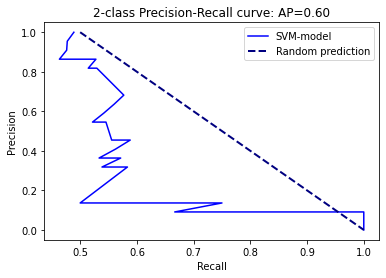 2-class Precision-Recall curve: AP=0.60
SVM-model
Random prediction
Precision
1.0
0.8
0.6
0.4
0.2
0.0
0.5 0.6 0.7 0.8 0.9 1.0
Recall